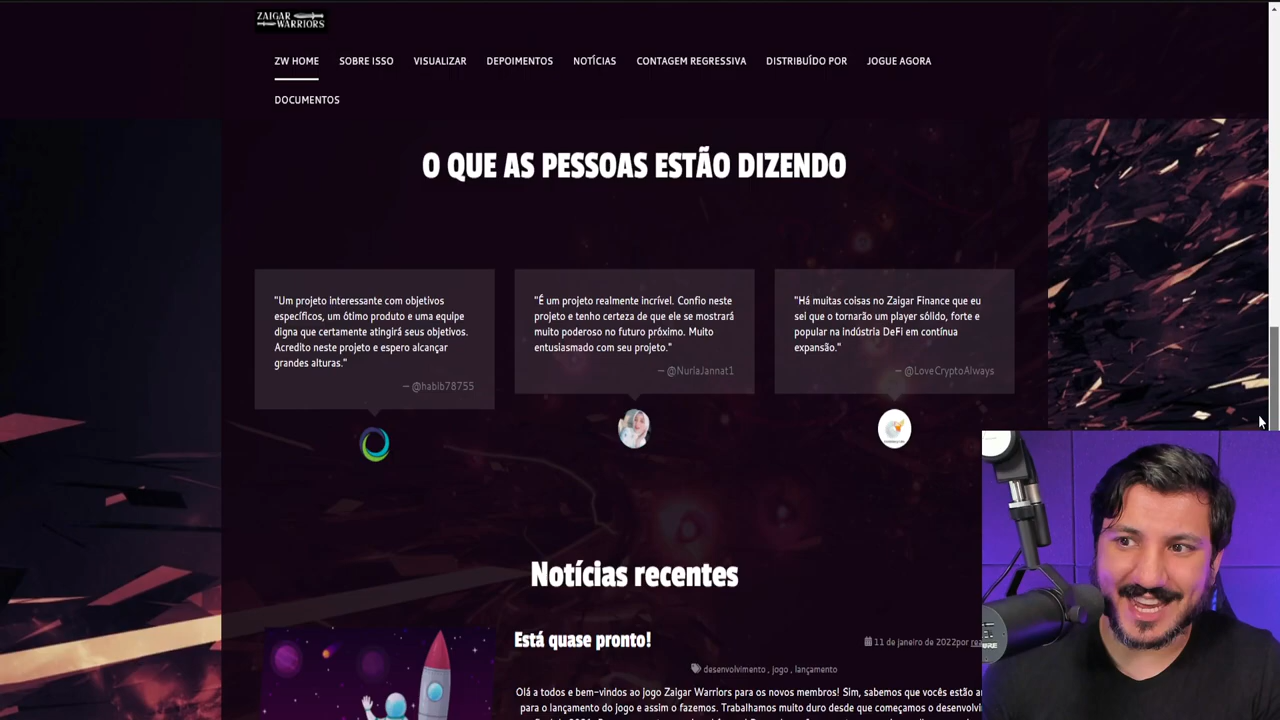 ZAIGAR
WARRIORS
ZW HOME SOBRE ISSO VISUALIZAR DEPOIMENTOS NOTÍCIAS CONTAGEM REGRESSIVA DISTRIBUÍDO POR JOGUE AGORA
DOCUMENTOS
O QUE AS PESSOAS ESTÃO DIZENDO
"Um projeto interessante com objetivos
específicos, um ótimo produto e uma equipe
digna que certamente atingirá seus objetivos.
Acredito neste projeto e espero alcançar
grandes alturas."
— @habib78755
"É um projeto realmente incrível. Confio neste
projeto e tenho certeza de que ele se mostrará
muito poderoso no futuro próximo. Muito
entusiasmado com seu projeto."
— @NurlaJannat1
"Há muitas coisas no Zaigar Finance que eu
sei que o tornarão um player sólido, forte e
popular na indústria DeFi em contínua
expansão."
— @LoveCryptoAlways
Notícias recentes
Está quase pronto!
11 de janeiro de 2022por
desenvolvimento , jogo , lançamento
Olá a todos e bem-vindos ao jogo Zaigar Warriors para os novos membros! Sim, sabemos que vocês estão
para o lançamento do jogo e assim o fazemos. Trabalhamos muito duro desde que começamos o